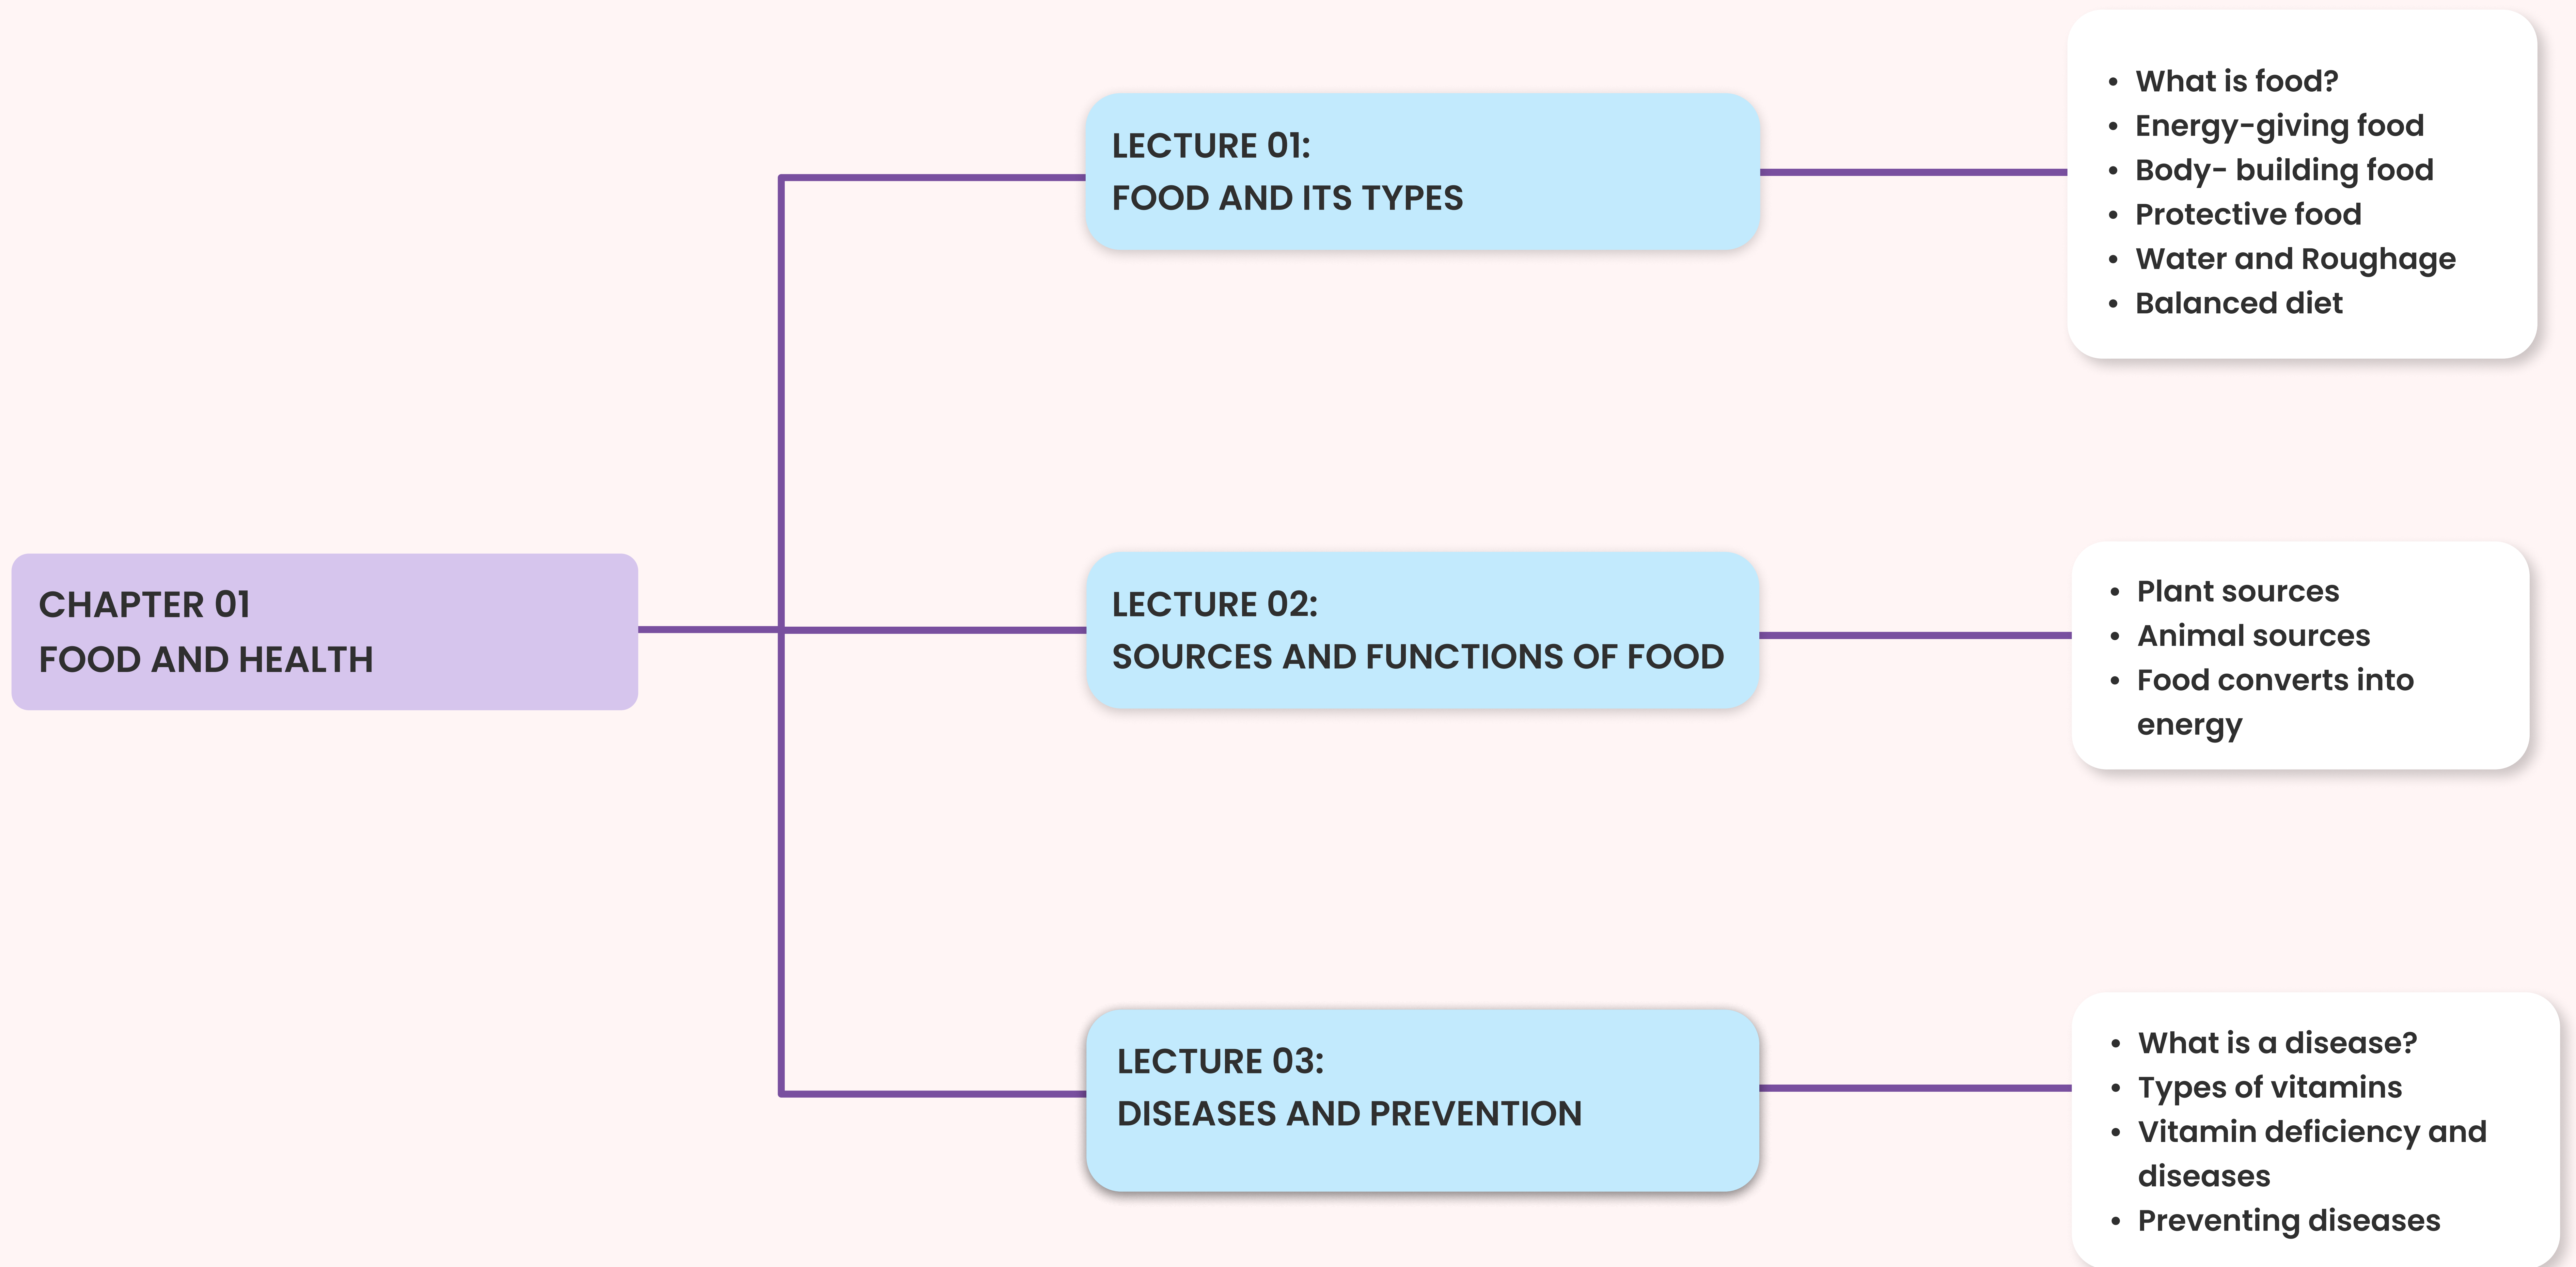 CHAPTER 01
FOOD AND HEALTH
LECTURE 01:
FOOD AND ITS TYPES
• What is food?
• Energy-giving food
• Body- building food
• Protective food
• Water and Roughage
• Balanced diet
LECTURE 02:
SOURCES AND FUNCTIONS OF FOOD
• Plant sources
• Animal sources
• Food converts into
energy
LECTURE 03:
DISEASES AND PREVENTION
• What is a disease?
• Types of vitamins
• Vitamin deficiency and
diseases
• Preventing diseases